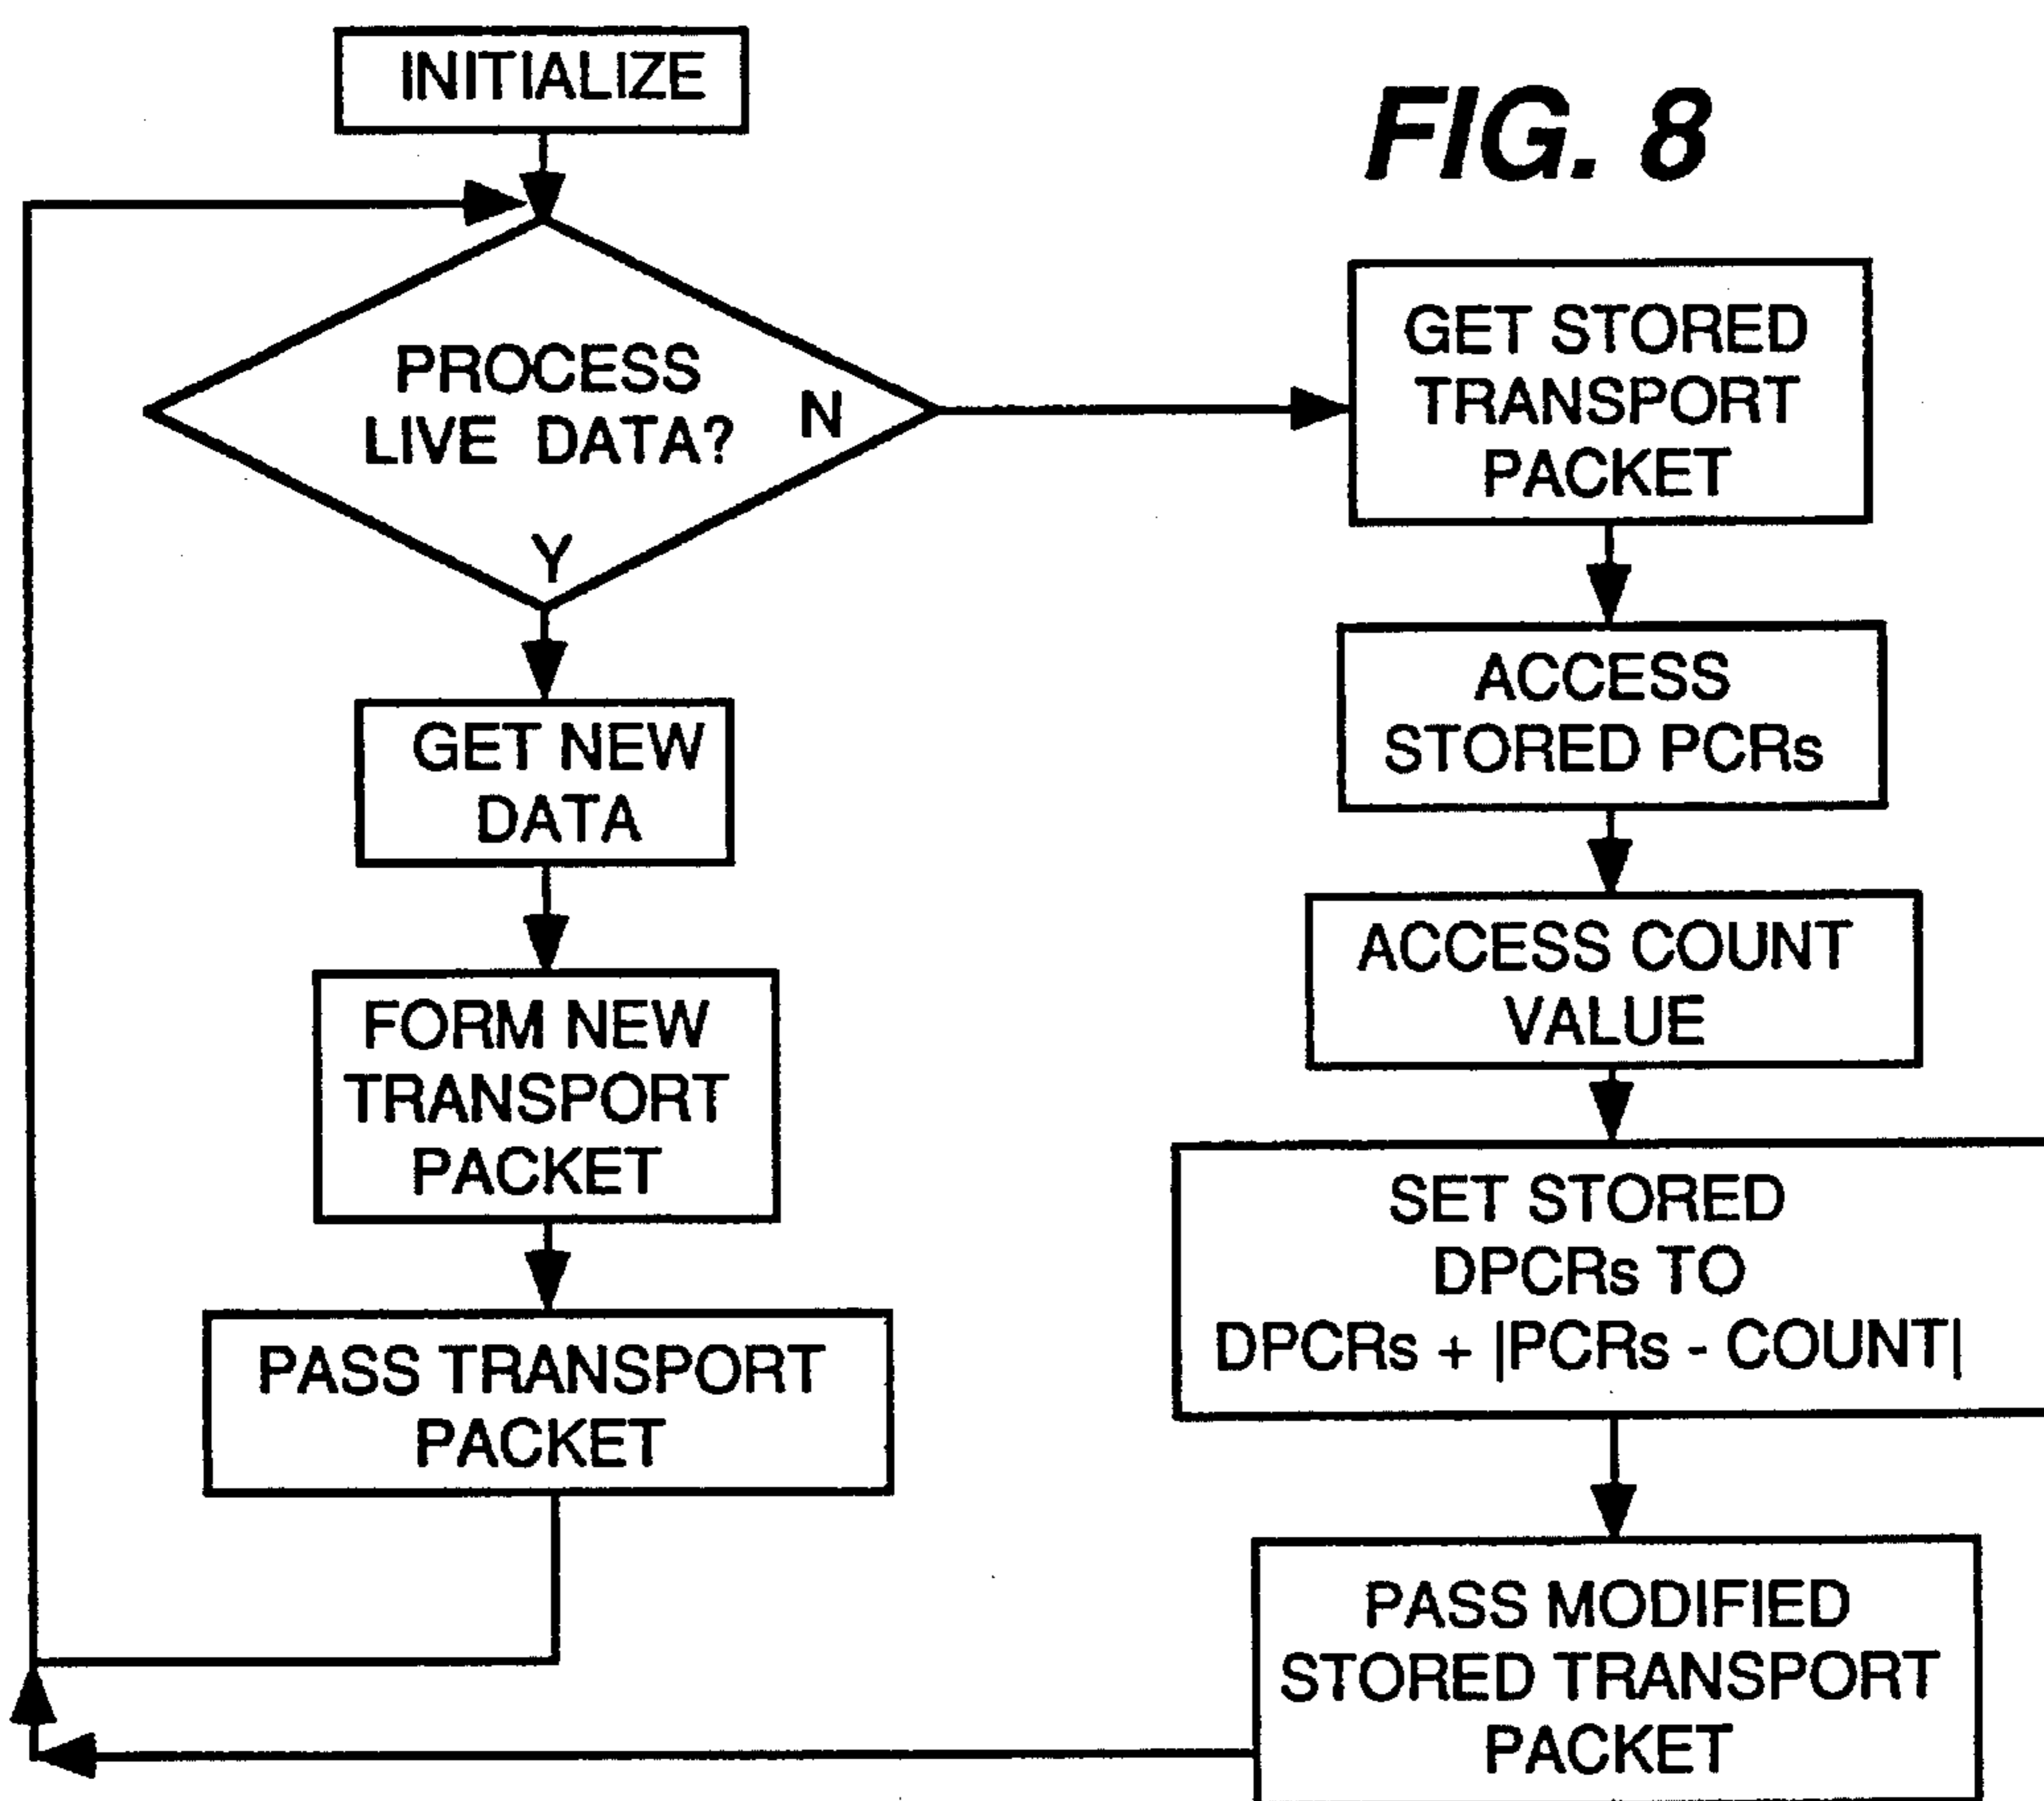 INITIALIZE
FIG. 8
PROCESS
LIVE DATA?
N
Y
GET NEW
DATA
FORM NEW
TRANSPORT
PACKET
PASS TRANSPORT
PACKET
GET STORED
TRANSPORT
PACKET
ACCESS
STORED PCRs
ACCESS COUNT
VALUE
SET STORED
DPCRs TO
DPCRs + |PCRs - COUNT|
PASS MODIFIED
STORED TRANSPORT
PACKET